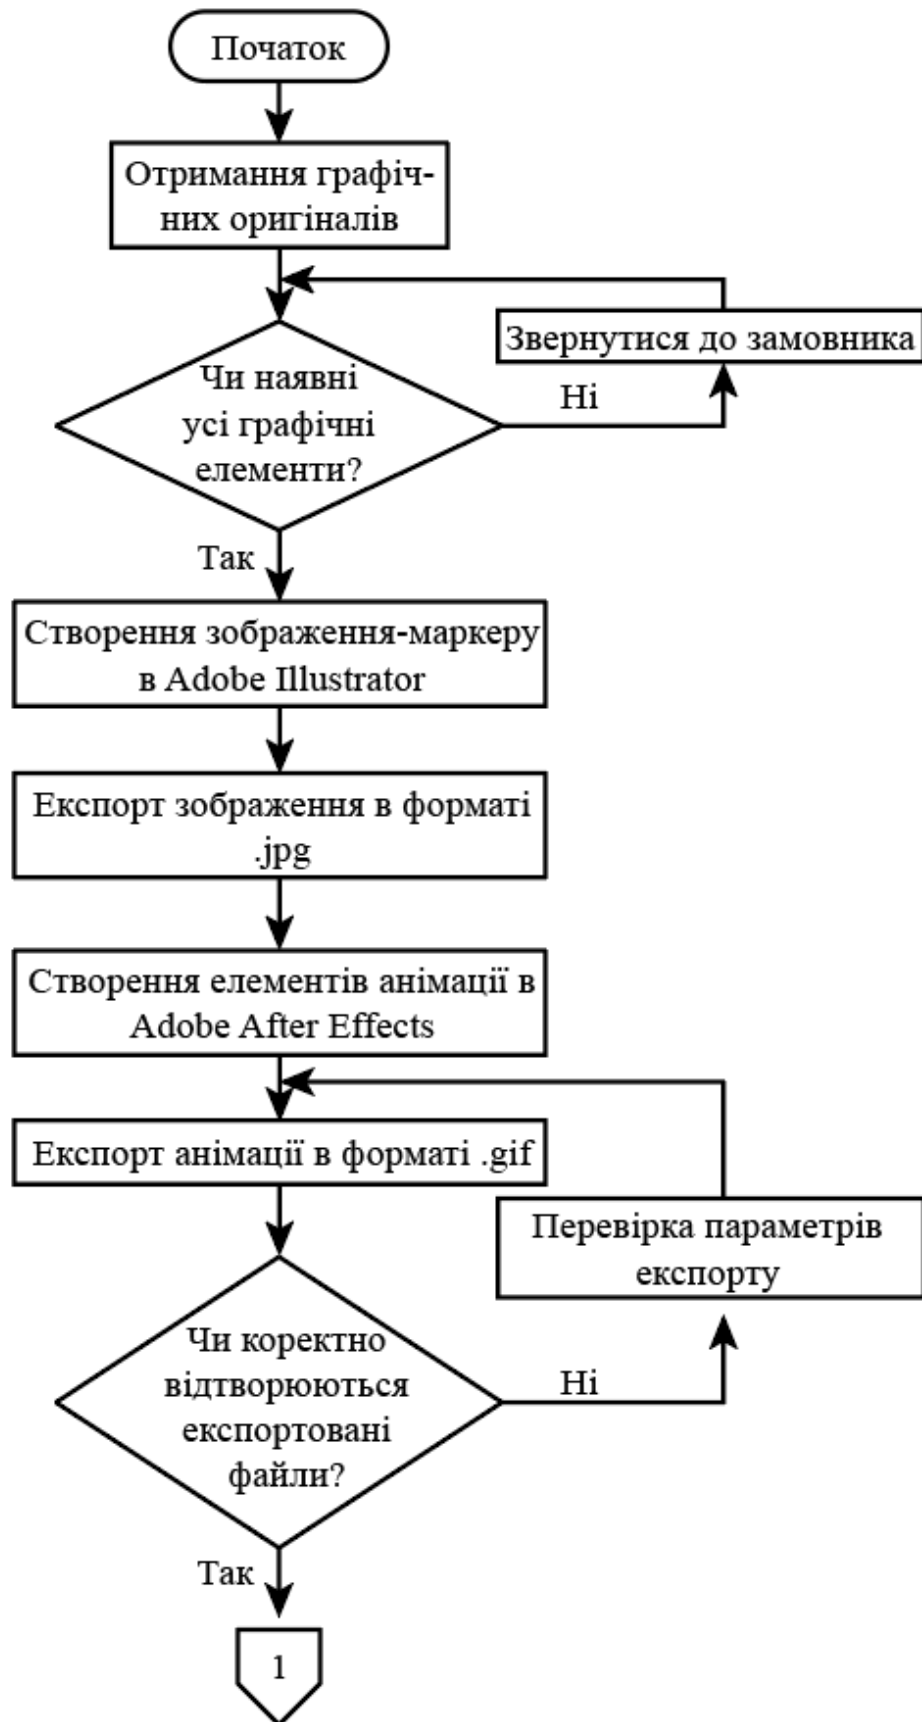 Початок
Отримання графіч-
них оригіналів
Звернутися до замовника
Чи наявні
усі графічні
елементи?
Ні
Так
Створення зображення-маркеру
в Adobe Illustrator
Експорт зображення в форматі
.jpg
Створення елементів анімації в
Adobe After Effects
Експорт анімації в форматі .gif
Перевірка параметрів
експорту
Чи коректно
відтворюються
експортовані
файли?
Ні
Так
1